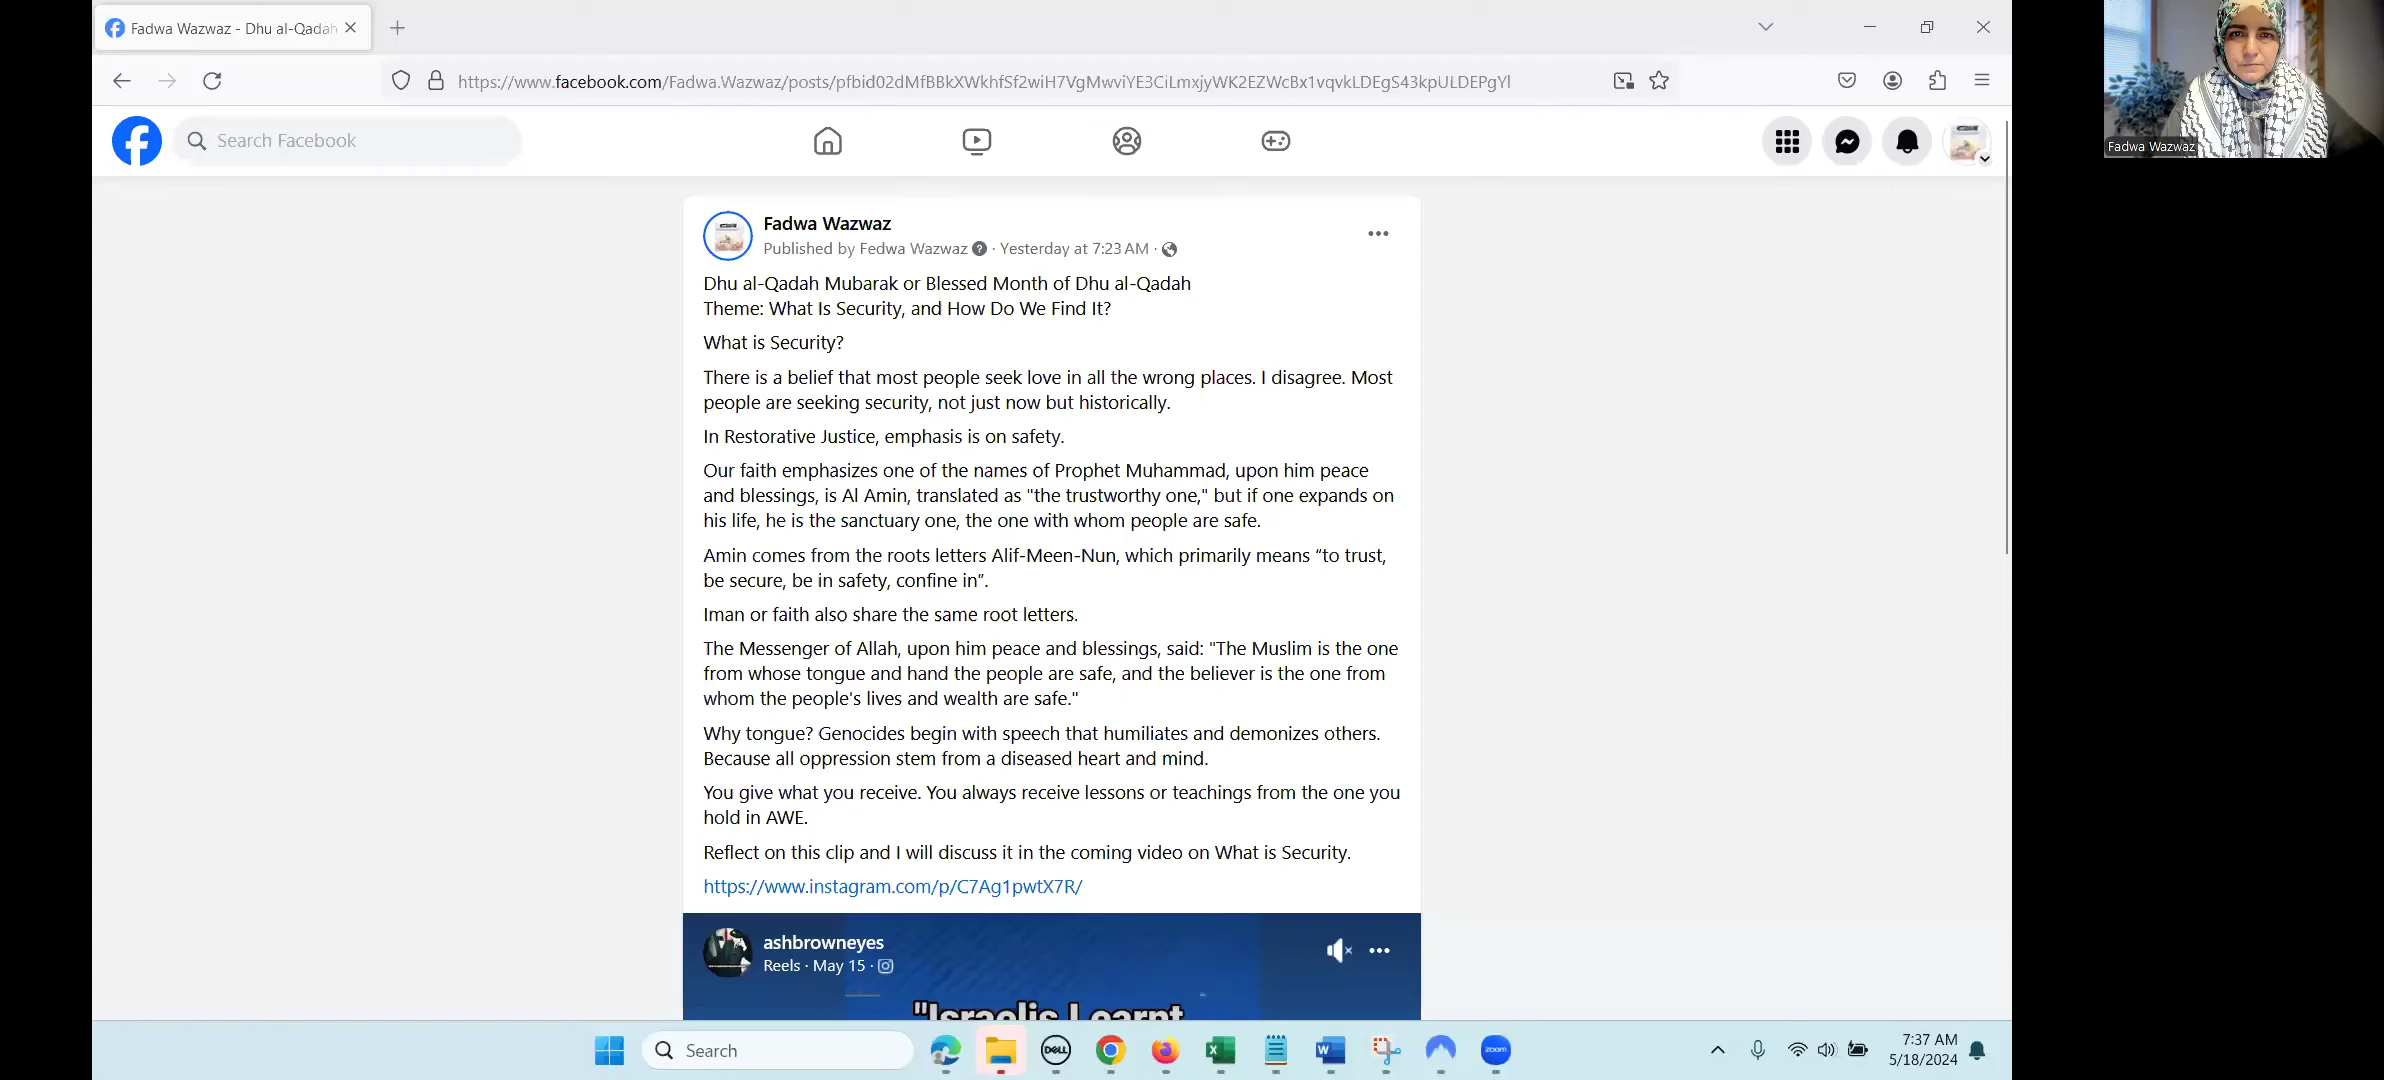 Fadwa Wazwaz - Dhu al-Qadah
https://www.facebook.com/Fadwa.Wazwaz/posts/pfbid02dMfBBkXWkhfSf2wiH7VgMwviYE3CiLmxjyWK2EZWcBx1vqvkLDEgS43kpULDEPgYl
Fadwa Wazwaz
Search Facebook
Fadwa Wazwaz
Published by Fedwa Wazwaz · Yesterday at 7:23 AM ·
Dhu al-Qadah Mubarak or Blessed Month of Dhu al-Qadah
Theme: What Is Security, and How Do We Find It?
What is Security?
There is a belief that most people seek love in all the wrong places. I disagree. Most
people are seeking security, not just now but historically.
In Restorative Justice, emphasis is on safety.
Our faith emphasizes one of the names of Prophet Muhammad, upon him peace
and blessings, is Al Amin, translated as "the trustworthy one," but if one expands on
his life, he is the sanctuary one, the one with whom people are safe.
Amin comes from the roots letters Alif-Meen-Nun, which primarily means “to trust,
be secure, be in safety, confine in”.
Iman or faith also share the same root letters.
The Messenger of Allah, upon him peace and blessings, said: "The Muslim is the one
from whose tongue and hand the people are safe, and the believer is the one from
whom the people's lives and wealth are safe."
Why tongue? Genocides begin with speech that humiliates and demonizes others.
Because all oppression stem from a diseased heart and mind.
You give what you receive. You always receive lessons or teachings from the one you
hold in AWE.
Reflect on this clip and I will discuss it in the coming video on What is Security.
https://www.instagram.com/p/C7Ag1pwtX7R/
ashbrowneyes
Reels · May 15 ·
"Israelis Learnt
Search
DELL
zoom
7:37 AM
5/18/2024